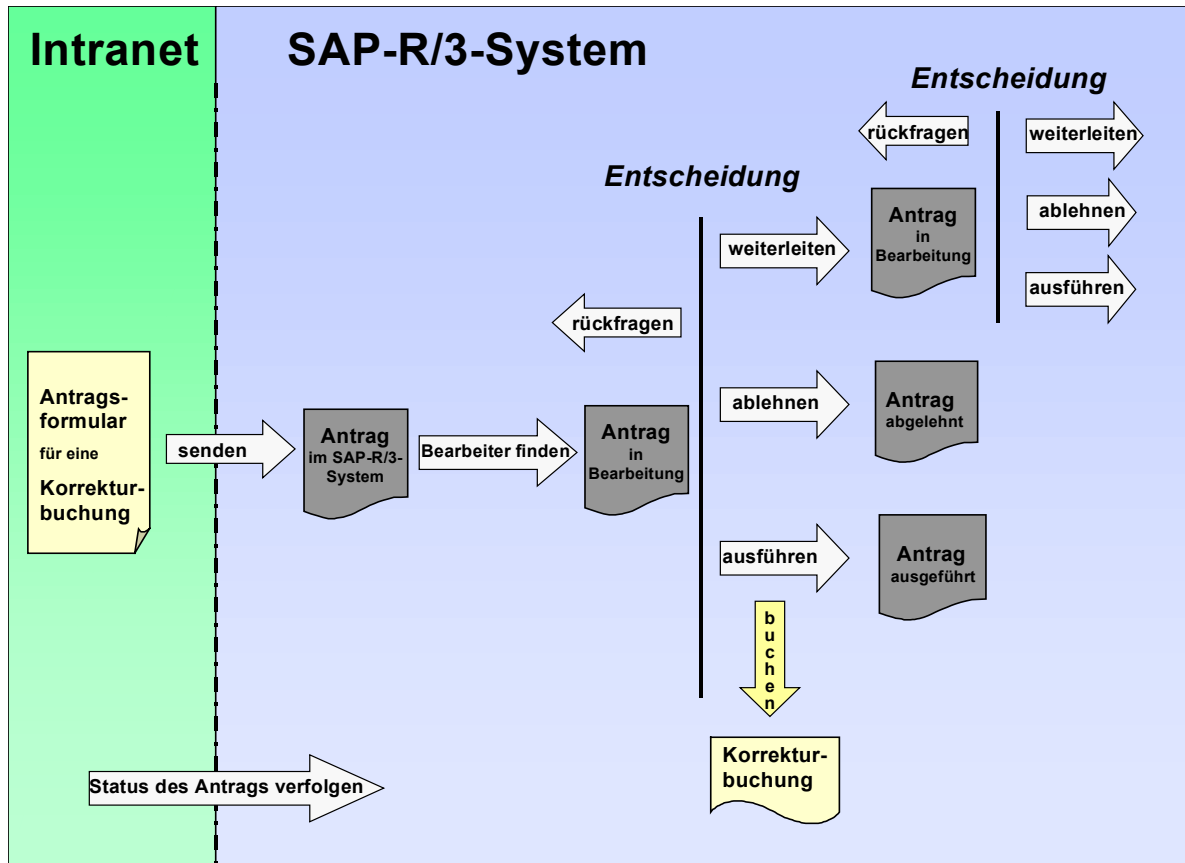 Intranet
SAP-R/3-System
Entscheidung
rückfragen
weiterleiten
ablehnen
ausführen
Antrag
in
Bearbeitung
Entscheidung
weiterleiten
rückfragen
ablehnen
Antrag
abgelehnt
Antrags-
formular
für eine
Korrektur-
buchung
senden
Antrag
im SAP-R/3-
System
Bearbeiter finden
Antrag
in
Bearbeitung
ausführen
Antrag
ausgeführt
buchen
Korrektur-
buchung
Status des Antrags verfolgen